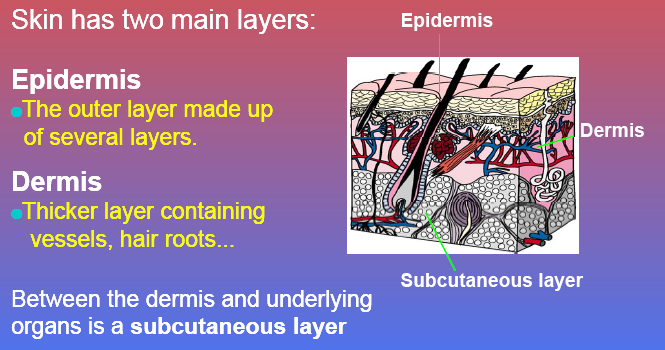 Skin has two main layers:
Epidermis
The outer layer made up
of several layers.
Dermis
Thicker layer containing
vessels, hair roots...
Between the dermis and underlying
organs is a subcutaneous layer
Epidermis
Dermis
Subcutaneous layer